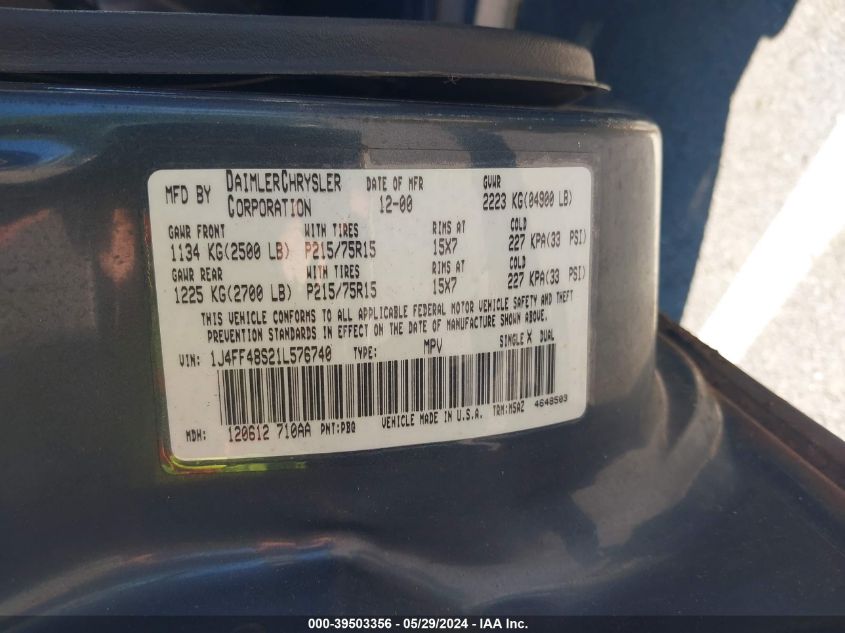 MFD BY DAIMLERCHRYSLER CORPORATION DATE OF MFR 12-00 GVWR 2223 KG(04900 LB)
GAWR FRONT WITH TIRES RIMS AT COLD
1134 KG(2500 LB) P215/75R15 15X7 227 KPA(33 PSI)
GAWR REAR WITH TIRES RIMS AT COLD
1225 KG(2700 LB) P215/75R15 15X7 227 KPA(33 PSI)
THIS VEHICLE CONFORMS TO ALL APPLICABLE FEDERAL MOTOR VEHICLE SAFETY AND THEFT
PREVENTION STANDARDS IN EFFECT ON THE DATE OF MANUFACTURE SHOWN ABOVE.
VIN: 1J4FF48S21L576740 TYPE: MPV SINGLE X DUAL
MDH: 120612 710AA PNT:PBQ VEHICLE MADE IN U.S.A. TRM:MSAZ 4648503
000-39503356 - 05/29/2024 - IAA Inc.